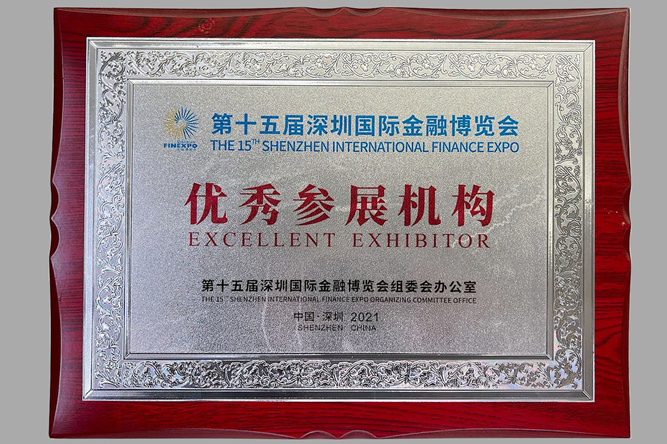 第十五届深圳国际金融博览会
FINEXPO
THE 15TH SHENZHEN INTERNATIONAL FINANCE EXPO
优秀参展机构
EXCELLENT EXHIBITOR
第十五届深圳国际金融博览会组委会办公室
THE 15TH SHENZHEN INTERNATIONAL FINANCE EXPO ORGANIZING COMMITTEE OFFICE
中国·深圳 2021
SHENZHEN CHINA